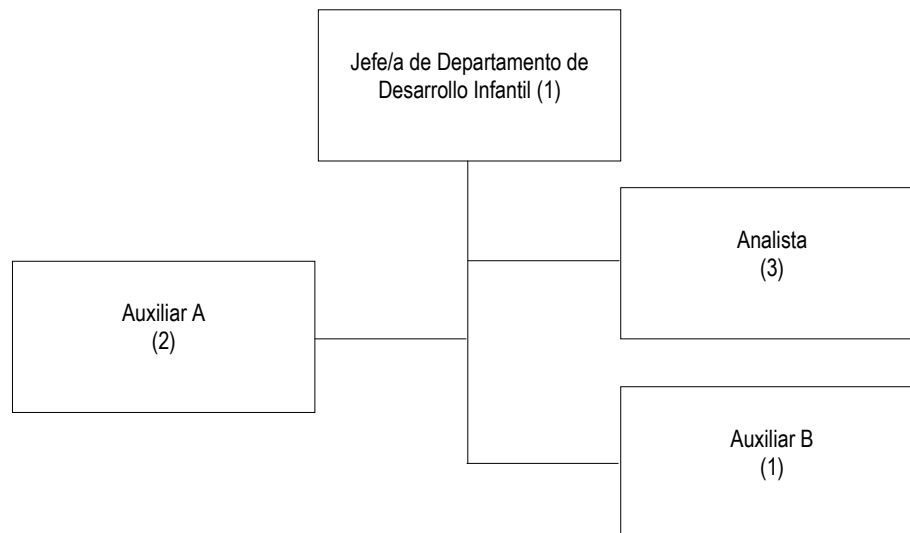 Jefe/a de Departamento de
Desarrollo Infantil (1)
Analista
(3)
Auxiliar A
(2)
Auxiliar B
(1)